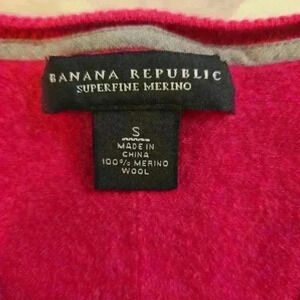 BANANA REPUBLIC
SUPERFINE MERINO
S
MADE IN
CHINA
100% MERINO
WOOL